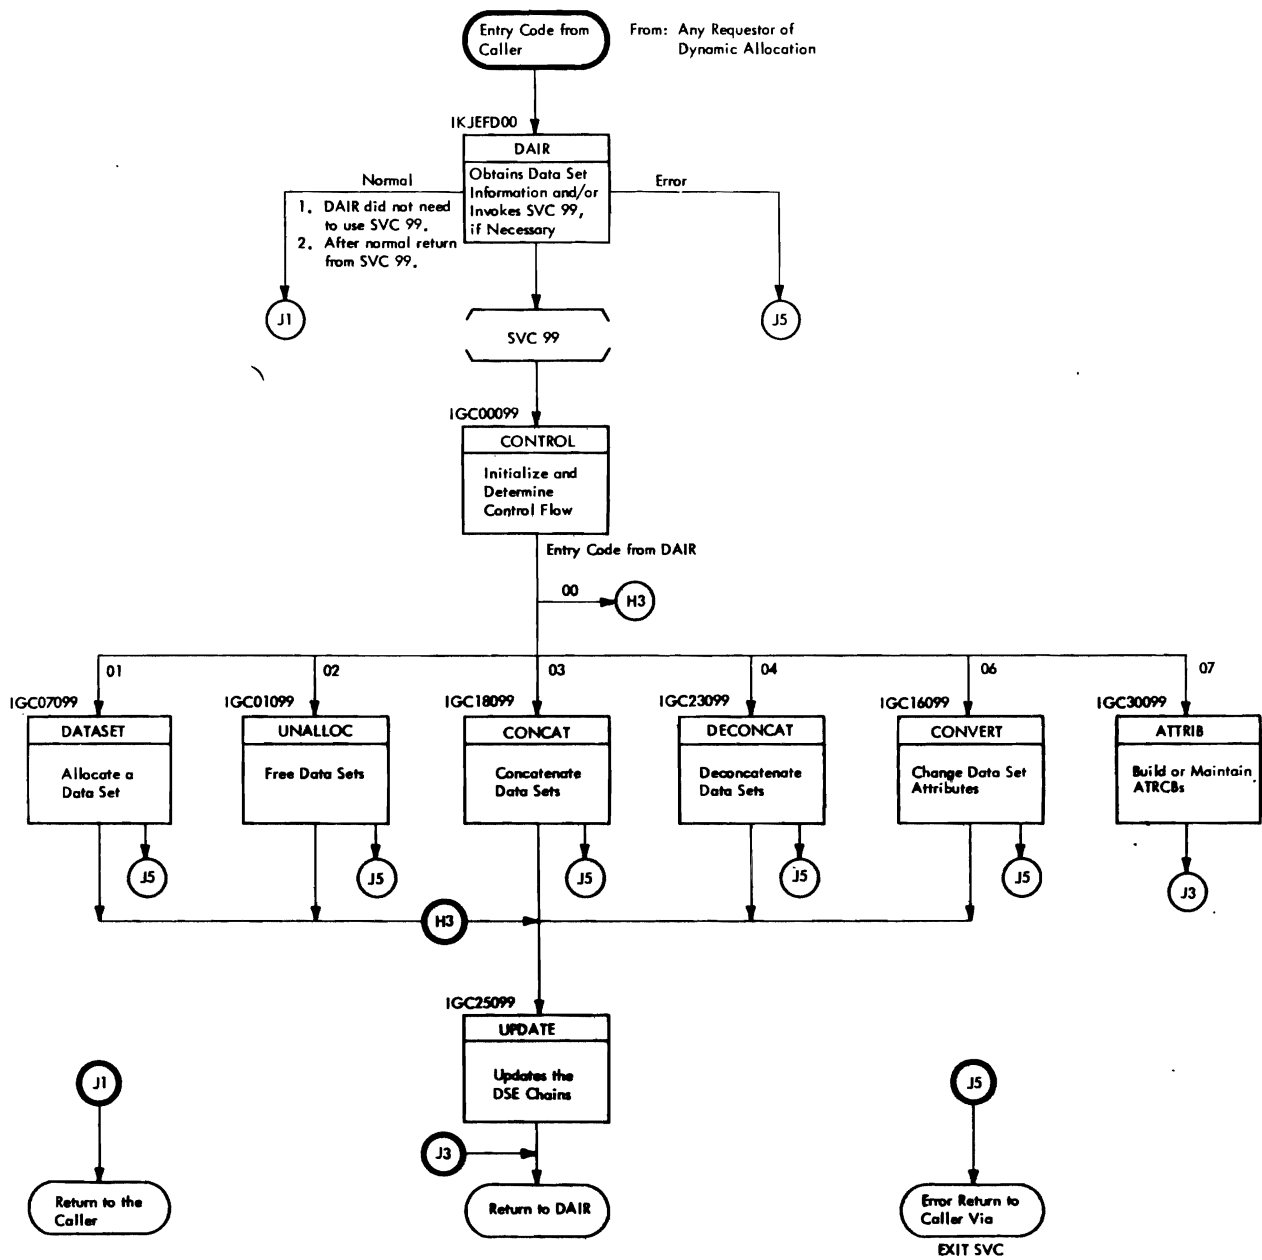 Entry Code from
Caller
From: Any Requestor of
Dynamic Allocation
IKJEFD00
DAIR
Obtains Data Set
Information and/or
Invokes SVC 99,
if Necessary
Normal
1. DAIR did not need
to use SVC 99.
2. After normal return
from SVC 99.
Error
J1
J5
SVC 99
IGC00099
CONTROL
Initialize and
Determine
Control Flow
Entry Code from DAIR
00
H3
01
02
03
04
06
07
IGC07099
DATASET
Allocate a
Data Set
J5
IGC01099
UNALLOC
Free Data Sets
J5
IGC18099
CONCAT
Concatenate
Data Sets
J5
IGC23099
DECONCAT
Deconcatenate
Data Sets
J5
IGC16099
CONVERT
Change Data Set
Attributes
J5
IGC30099
ATTRIB
Build or Maintain
ATRCBs
J3
H3
IGC25099
UPDATE
Updates the
DSE Chains
J1
Return to the
Caller
J3
Return to DAIR
J5
Error Return to
Caller Via
EXIT SVC